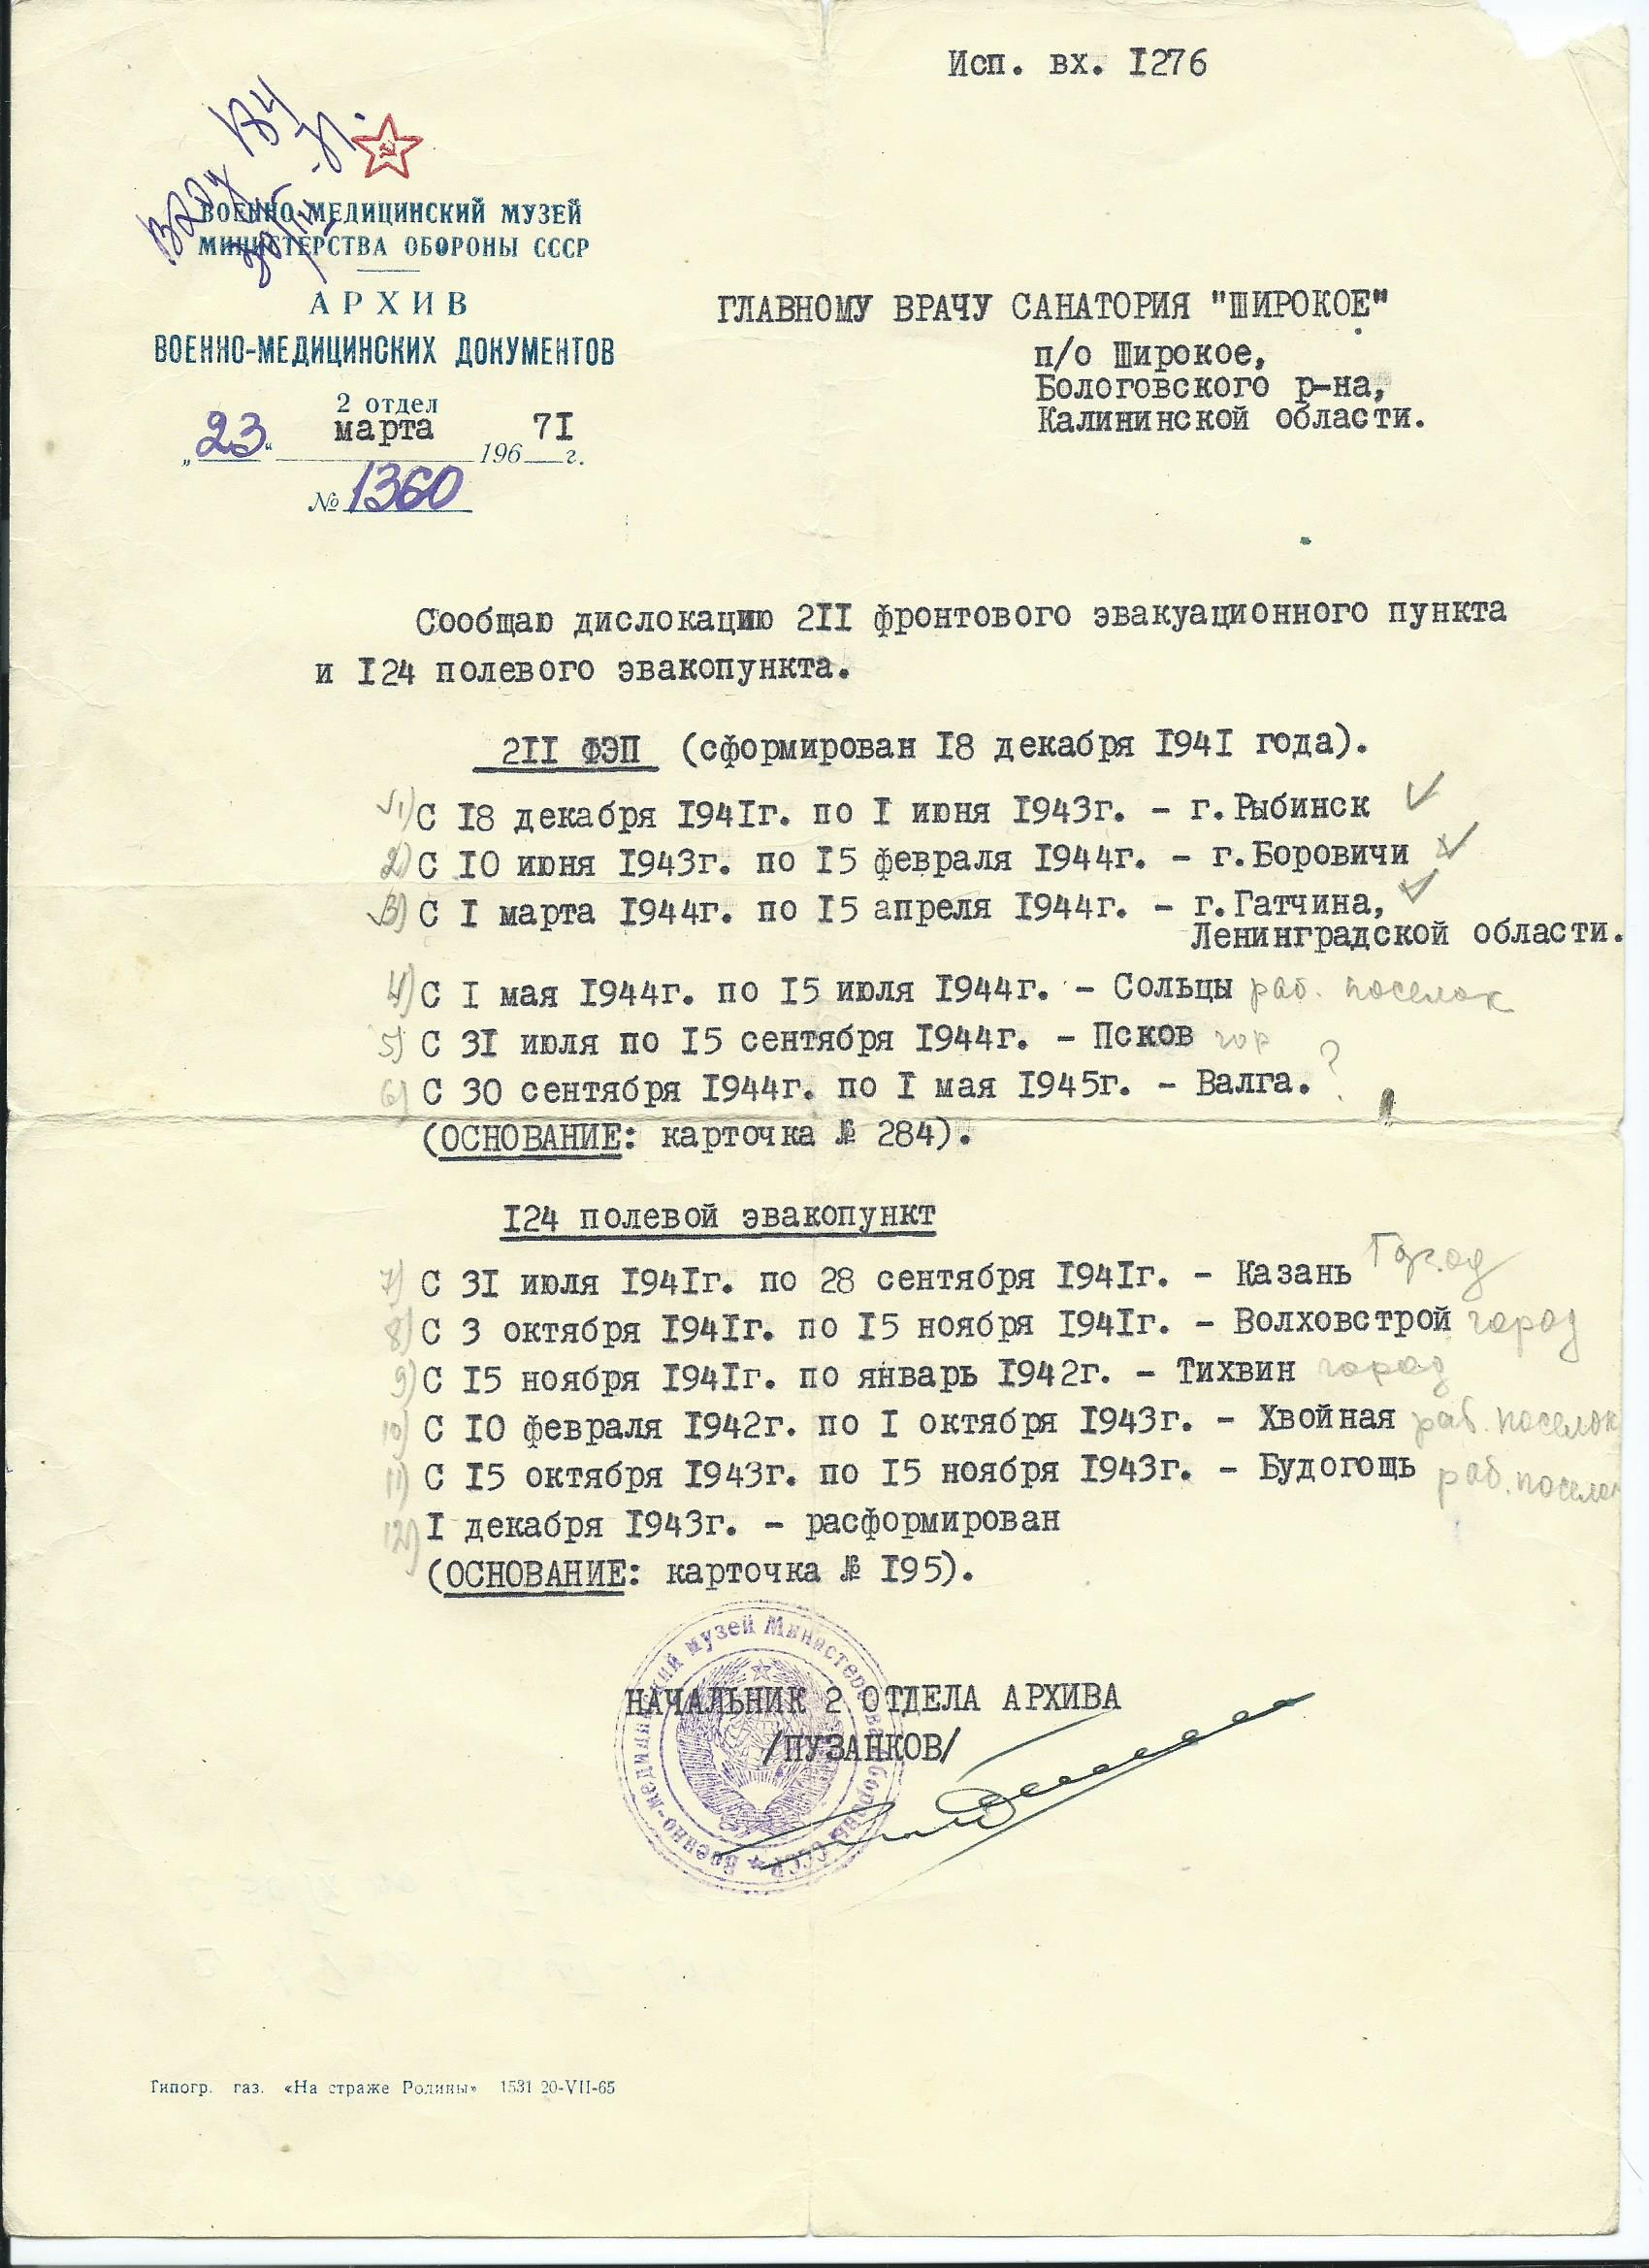 Исп. вх. I276
ВОЕННО-МЕДИЦИНСКИЙ МУЗЕЙ
МИНИСТЕРСТВА ОБОРОНЫ СССР
АРХИВ
ВОЕННО-МЕДИЦИНСКИХ ДОКУМЕНТОВ
2 отдел
„23" марта 196 7I г.
№ 1360
ГЛАВНОМУ ВРАЧУ САНАТОРИЯ "ШИРОКОЕ"
п/о Широкое,
Бологовского р-на,
Калининской области.
Сообщаю дислокацию 2II фронтового эвакуационного пункта
и I24 полевого эвакопункта.
2II ФЭП (сформирован I8 декабря I94I года).
1) С I8 декабря I94Iг. по I июня I943г. - г.Рыбинск
2) С I0 июня I943г. по I5 февраля I944г. - г.Боровичи
3) С I марта I944г. по I5 апреля I944г. - г.Гатчина,
Ленинградской области.
4) С I мая I944г. по I5 июля I944г. - Сольцы раб. поселок
5) С 3I июля по I5 сентября I944г. - Псков гор
6) С 30 сентября I944г. по I мая I945г. - Валга. ?
(ОСНОВАНИЕ: карточка № 284).
I24 полевой эвакопункт
7) С 3I июля I94Iг. по 28 сентября I94Iг. - Казань Город
8) С 3 октября I94Iг. по I5 ноября I94Iг. - Волховстрой город
9) С I5 ноября I94Iг. по январь I942г. - Тихвин город
10) С I0 февраля I942г. по I октября I943г. - Хвойная раб. поселок
11) С I5 октября I943г. по I5 ноября I943г. - Будогощь раб. поселок
12) I декабря I943г. - расформирован
(ОСНОВАНИЕ: карточка № I95).
НАЧАЛЬНИК 2 ОТДЕЛА АРХИВА
/ПУЗАНКОВ/
Военно-медицинский музей Министерства Обороны СССР
Типогр. газ. «На страже Родины» 1531 20-VII-65